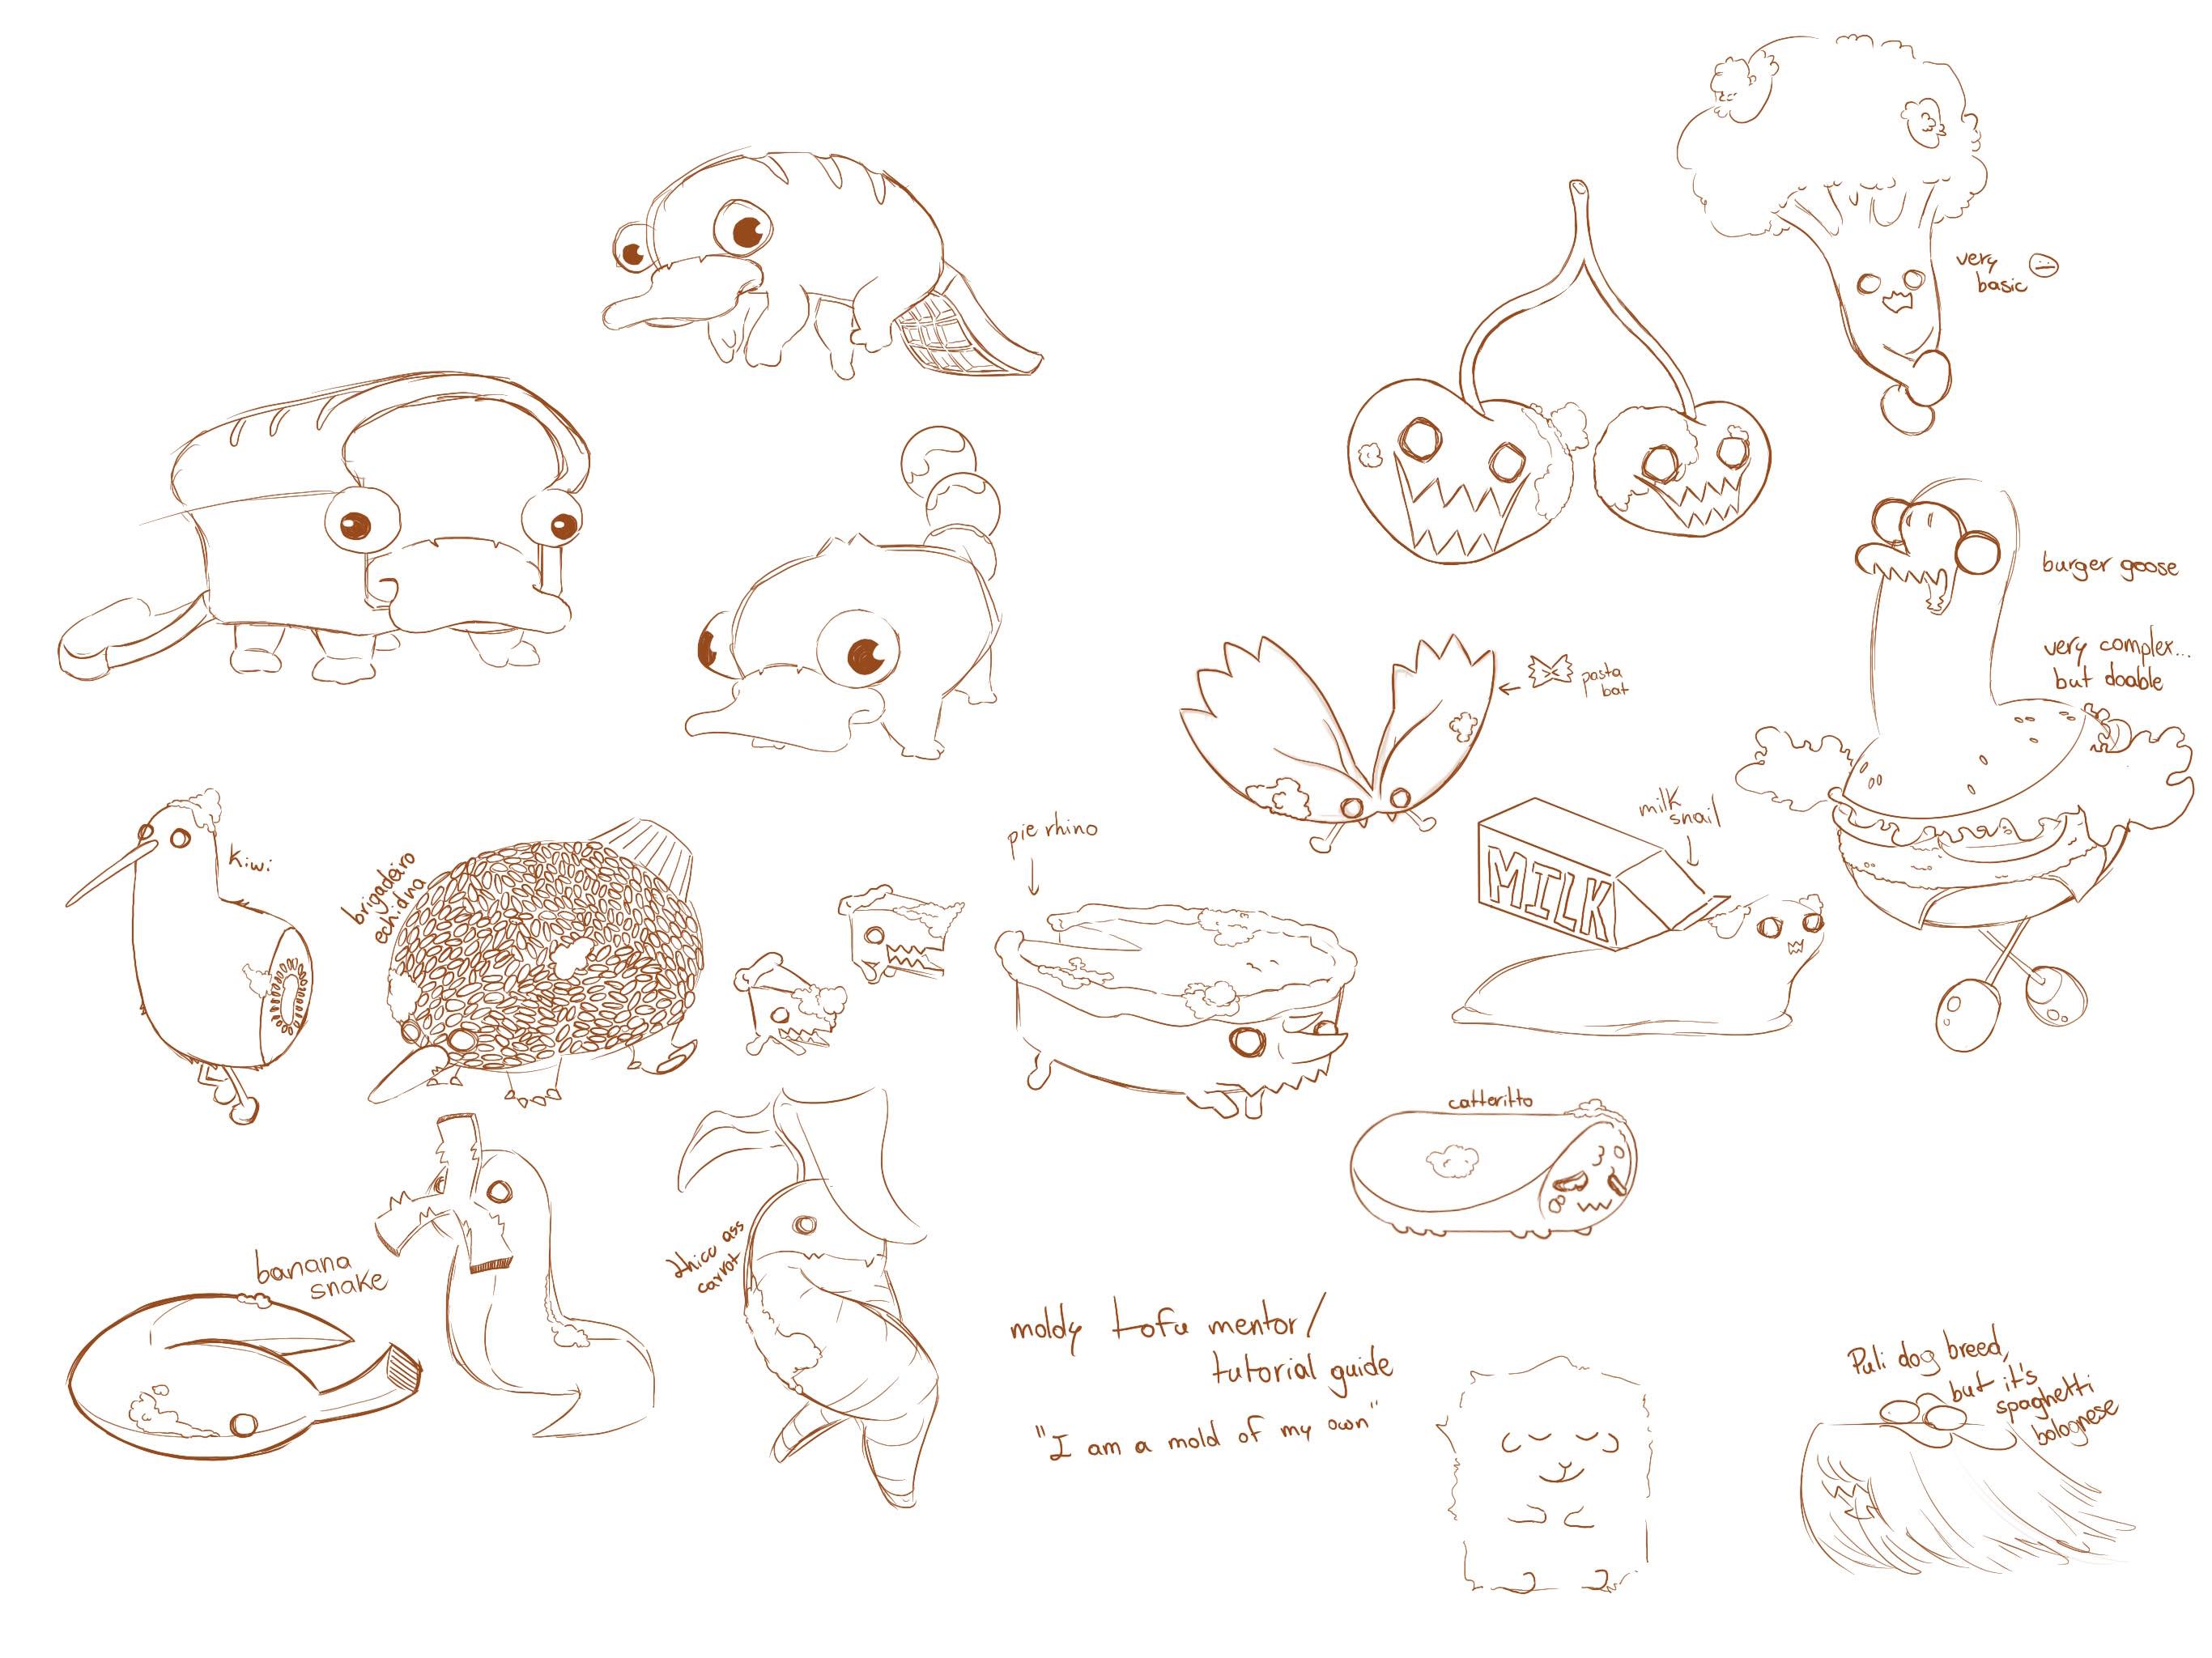 very
basic
burger goose
very complex...
but doable
pasta
bat
milk
snail
MILK
pie rhino
kiwi
brigadeiro
echidna
catteritto
banana
snake
thicc ass
carrot
moldy tofu mentor/
tutorial guide
"I am a mold of my own"
Puli dog breed,
but it's
spaghetti
bolognese